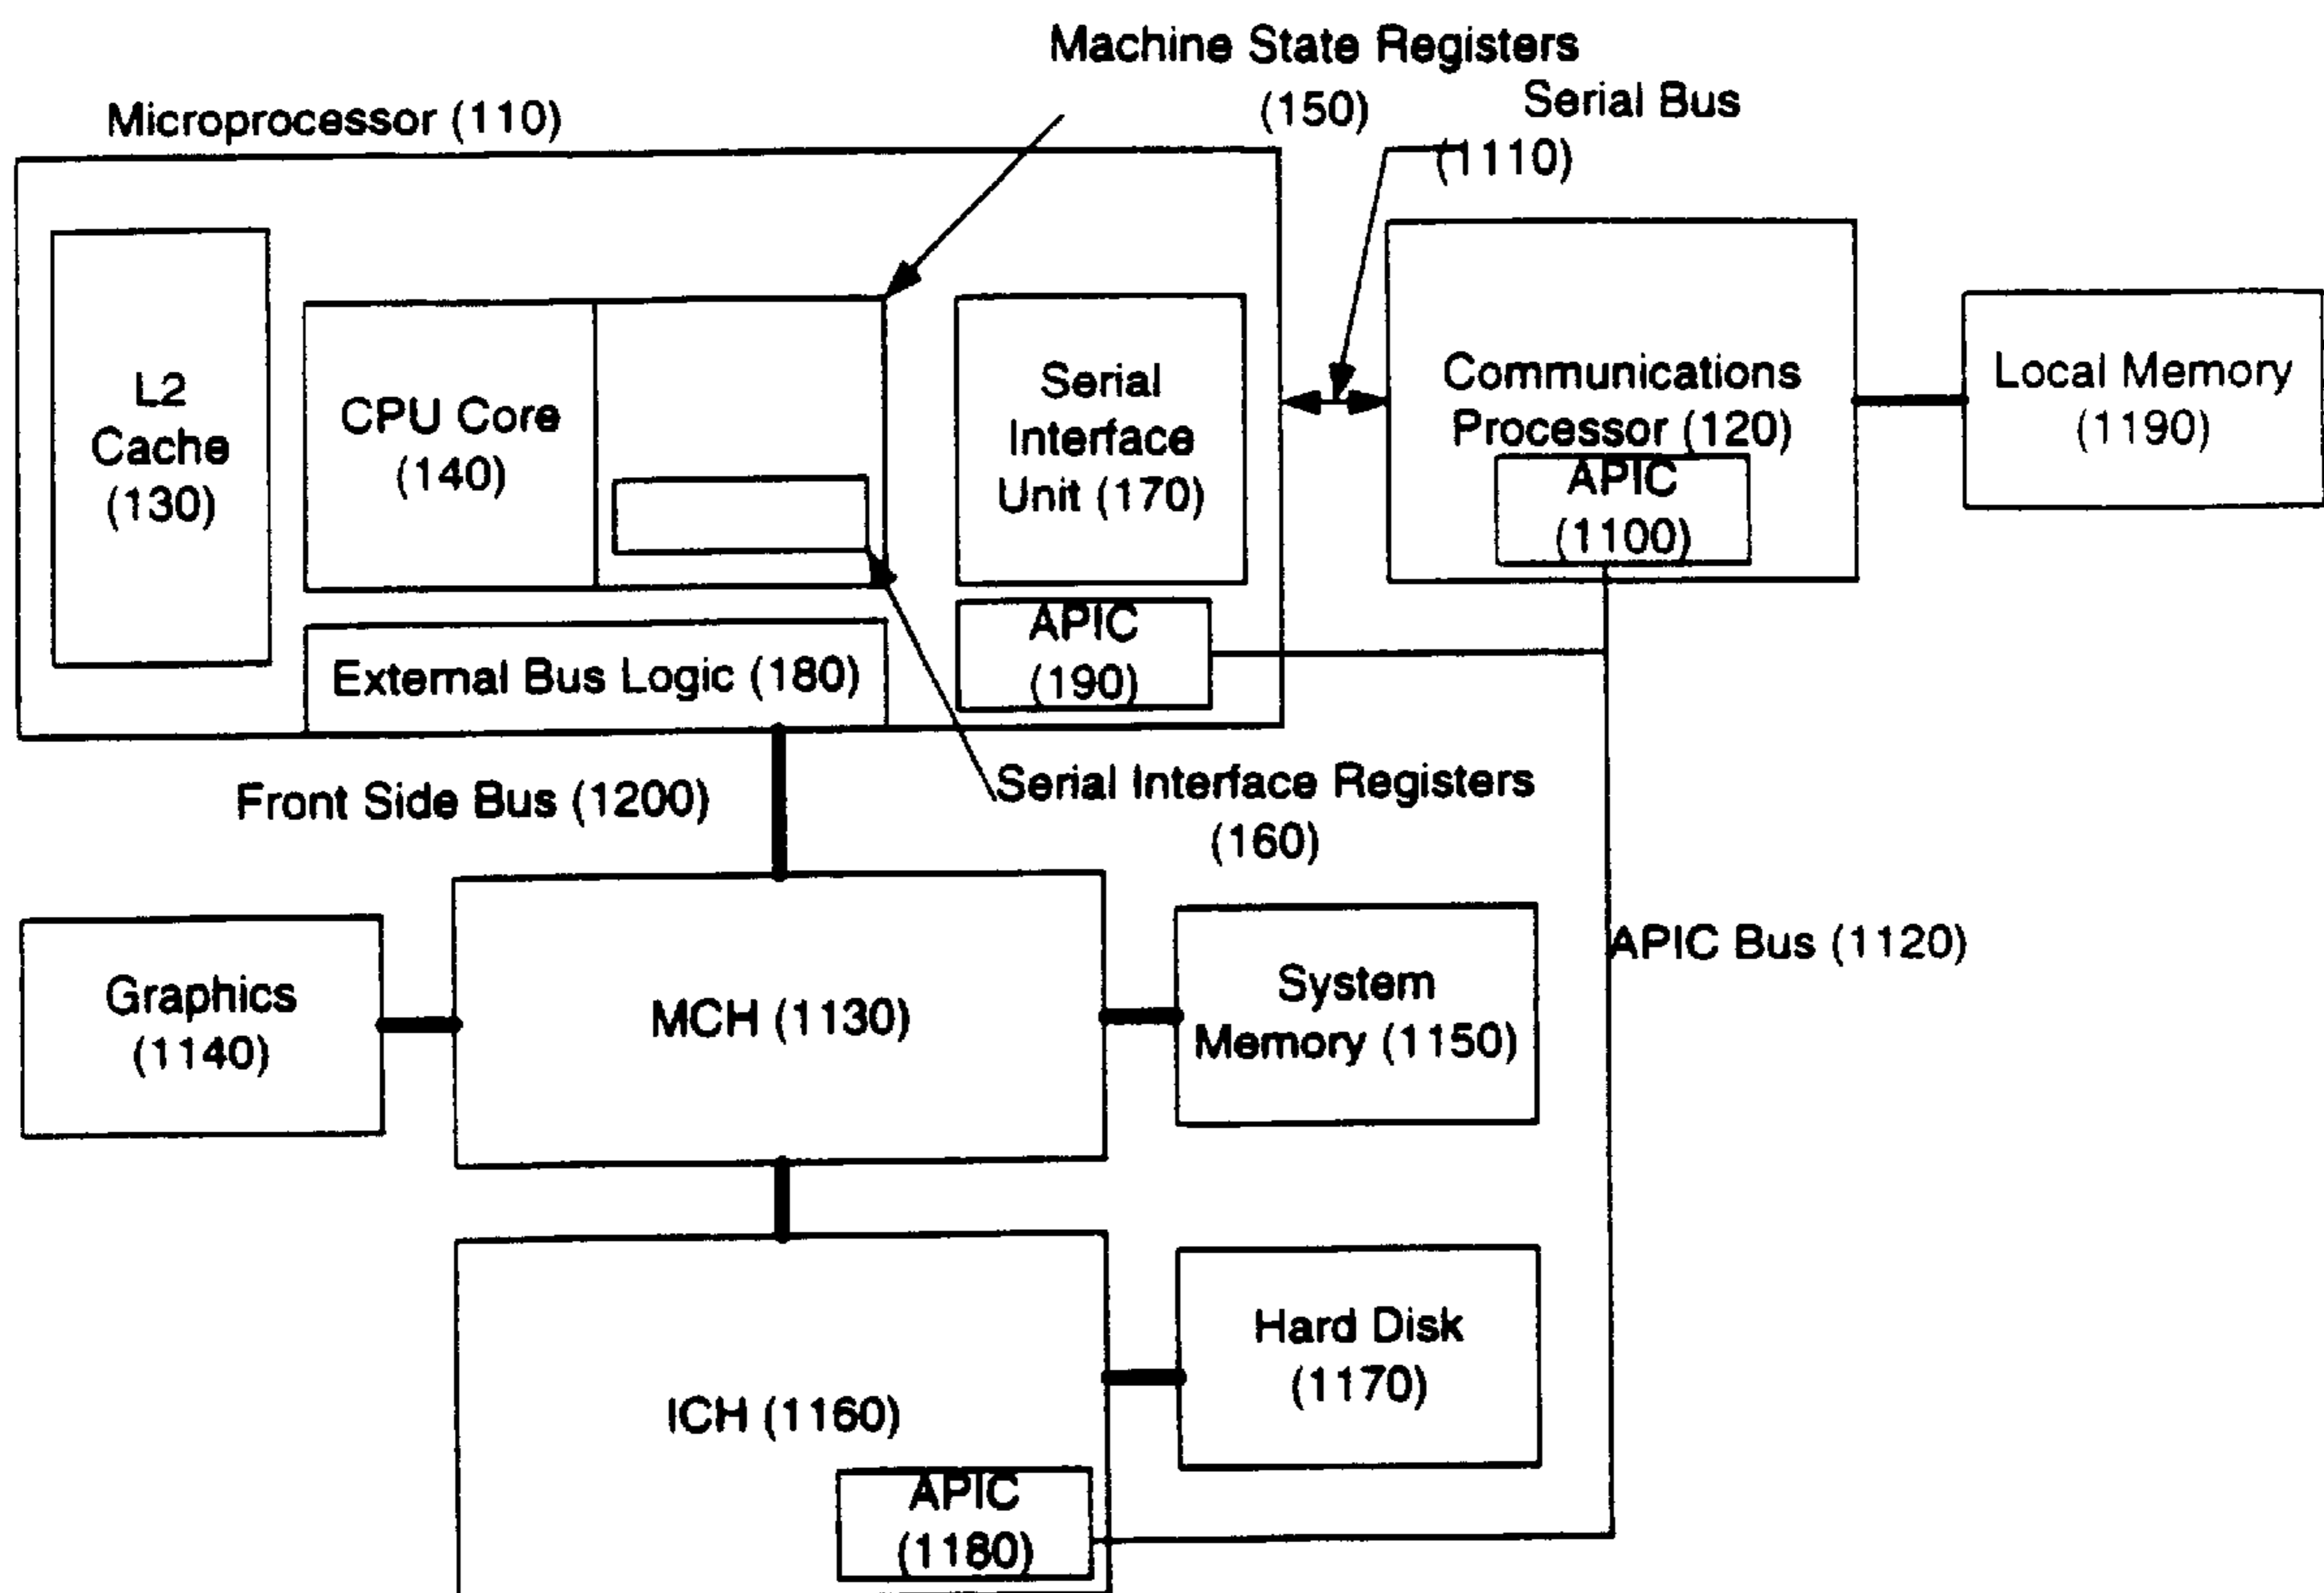 Machine State Registers
(150)
Serial Bus
(1110)
Microprocessor (110)
L2
Cache
(130)
CPU Core
(140)
Serial
Interface
Unit (170)
Communications
Processor (120)
APIC
(1100)
Local Memory
(1190)
External Bus Logic (180)
APIC
(190)
Front Side Bus (1200)
Serial Interface Registers
(160)
Graphics
(1140)
MCH (1130)
System
Memory (1150)
APIC Bus (1120)
ICH (1160)
Hard Disk
(1170)
APIC
(1180)